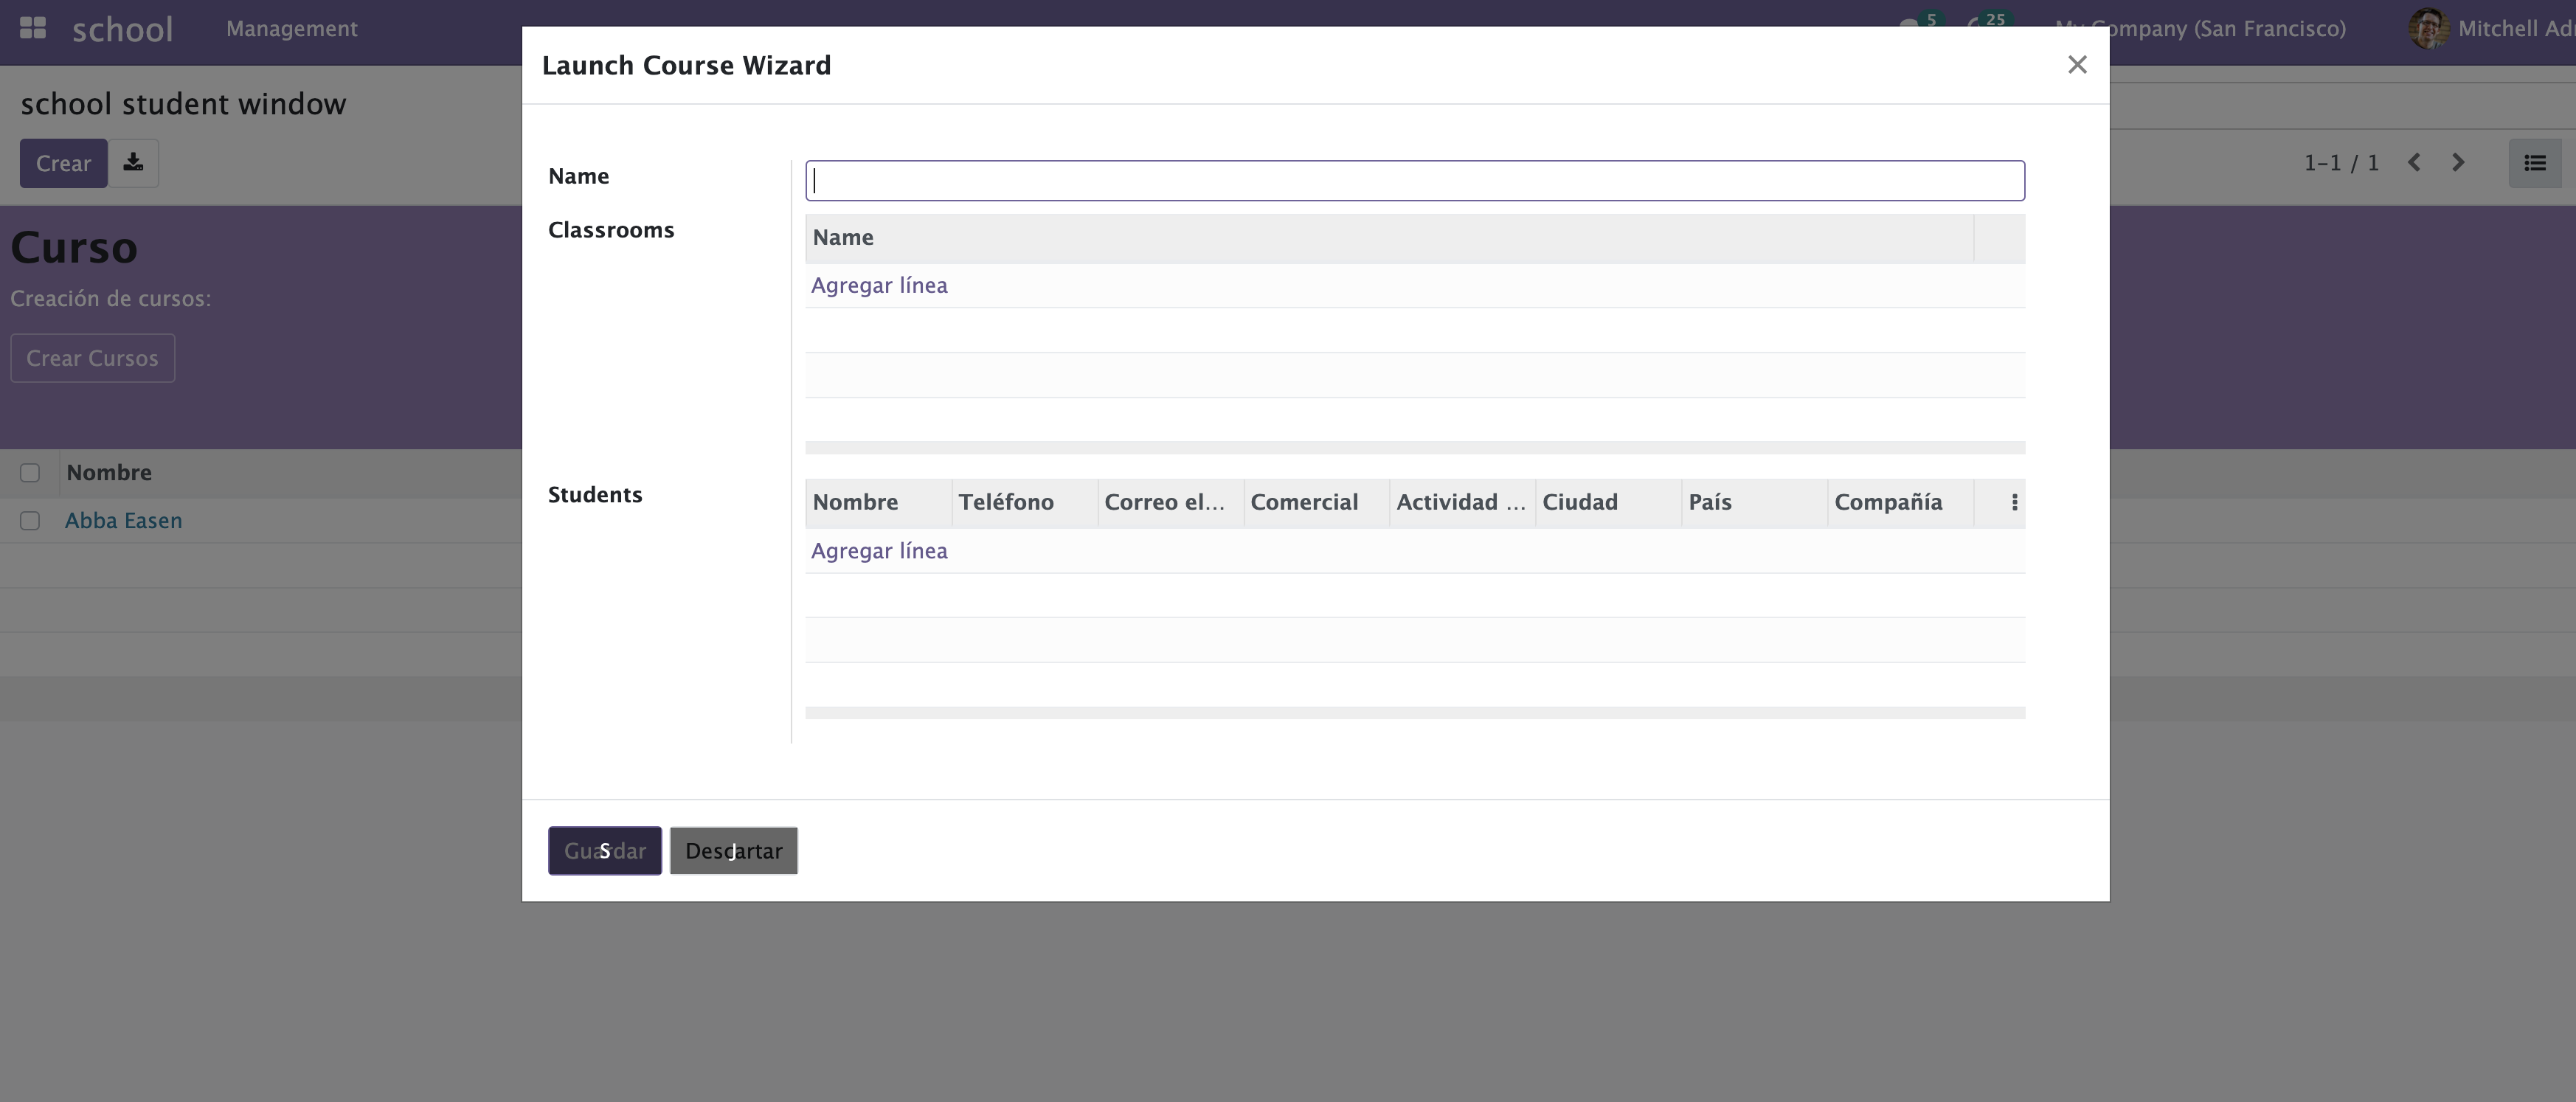 school Management 5 25 My Company (San Francisco) Mitchell
school student window
Crear 1-1 / 1
Curso
Creación de cursos:
Crear Cursos
Nombre
Abba Easen
Launch Course Wizard
Name
Classrooms Name
Agregar línea
Students Nombre Teléfono Correo el... Comercial Actividad ... Ciudad País Compañía
Agregar línea
Guardar S Descartar J